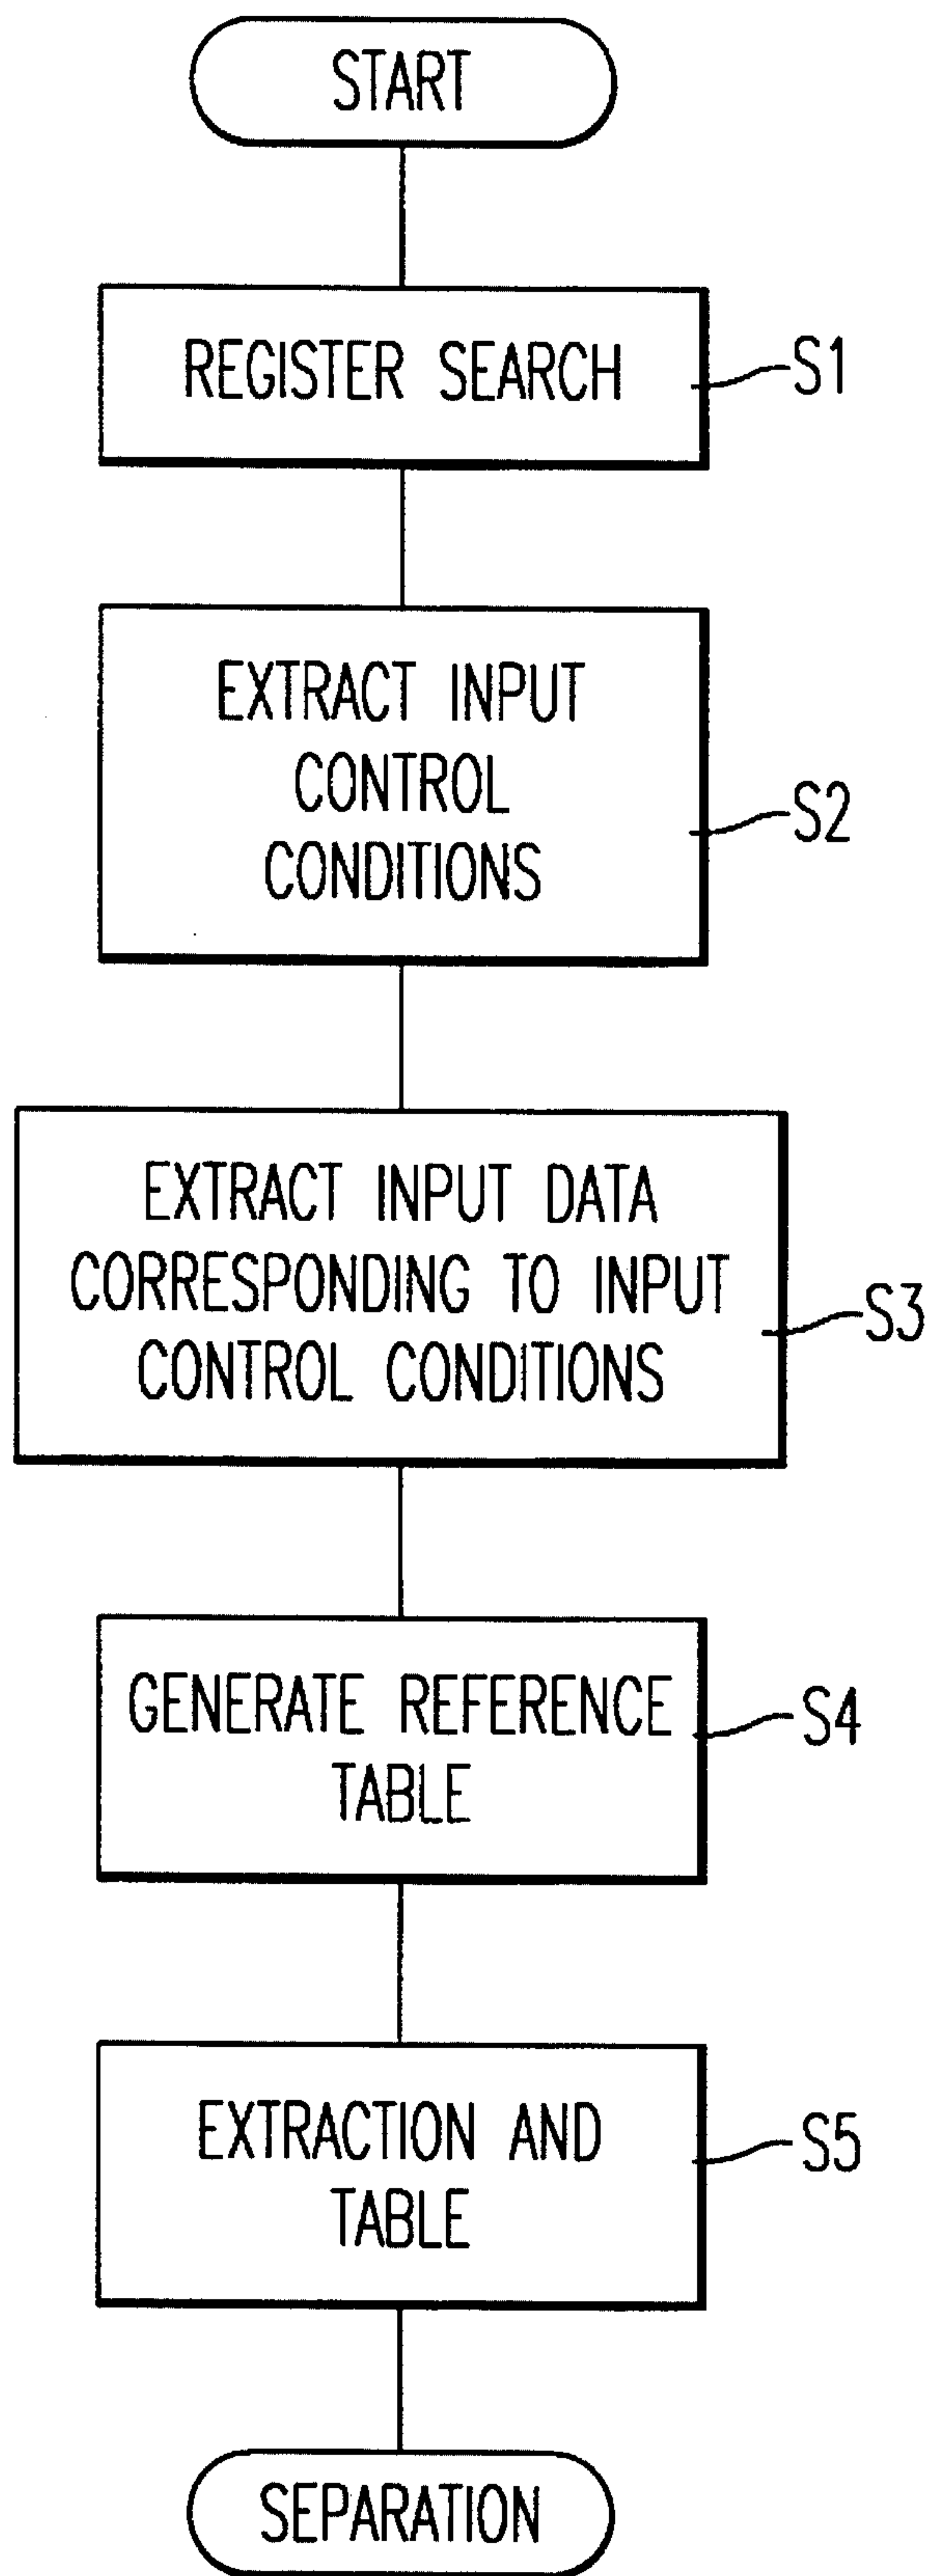 START
REGISTER SEARCH
S1
EXTRACT INPUT
CONTROL
CONDITIONS
S2
EXTRACT INPUT DATA
CORRESPONDING TO INPUT
CONTROL CONDITIONS
S3
GENERATE REFERENCE
TABLE
S4
EXTRACTION AND
TABLE
S5
SEPARATION